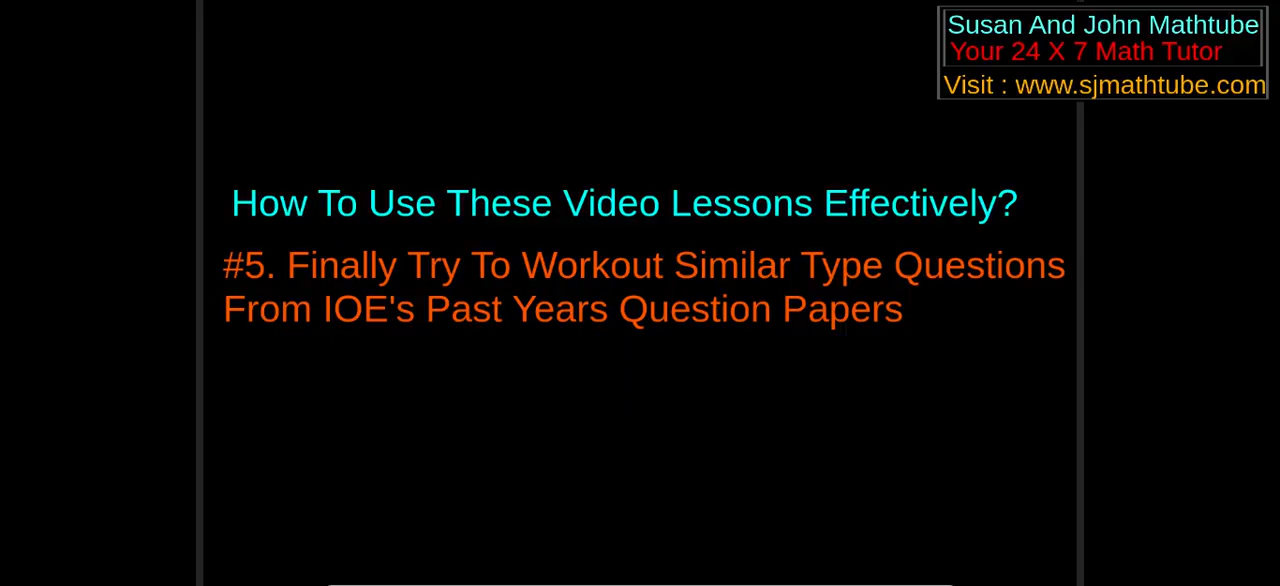 Susan And John Mathtube
Your 24 X 7 Math Tutor
Visit : www.sjmathtube.com
How To Use These Video Lessons Effectively?
#5. Finally Try To Workout Similar Type Questions
From IOE's Past Years Question Papers